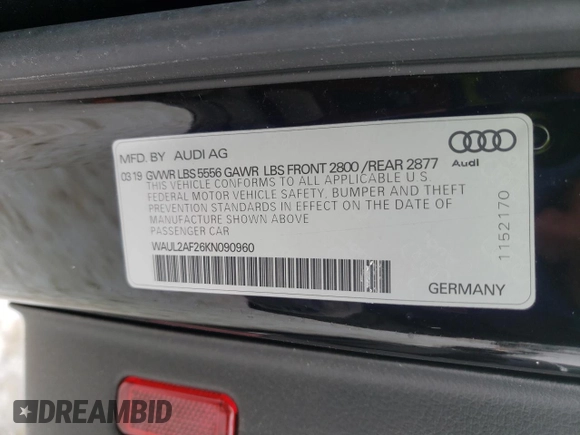 MFD. BY AUDI AG
Audi
03 19 GVWR LBS 5556 GAWR LBS FRONT 2800 / REAR 2877
THIS VEHICLE CONFORMS TO ALL APPLICABLE U S
FEDERAL MOTOR VEHICLE SAFETY, BUMPER AND THEFT
PREVENTION STANDARDS IN EFFECT ON THE DATE OF
MANUFACTURE SHOWN ABOVE
PASSENGER CAR
WAUL2AF26KN090960
1152170
GERMANY
DREAMBID